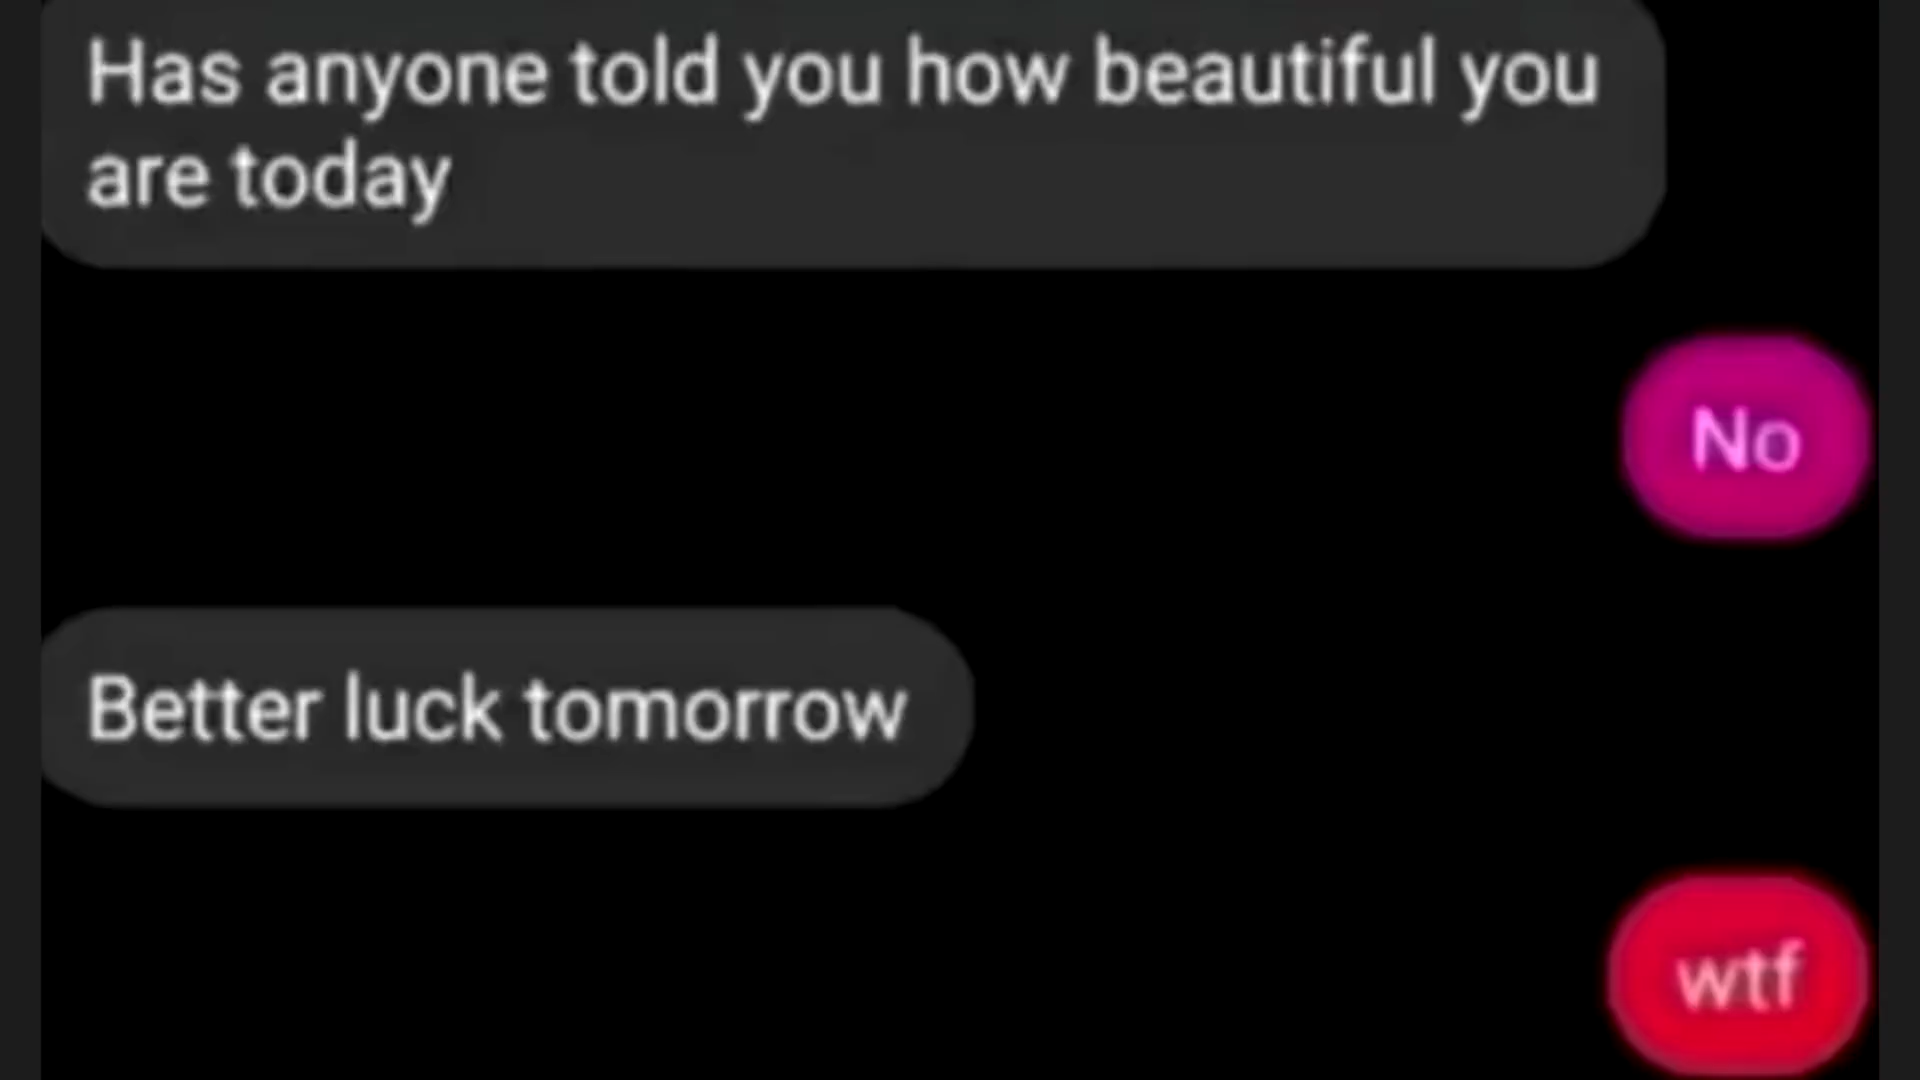 Has anyone told you how beautiful you
are today
No
Better luck tomorrow
wtf